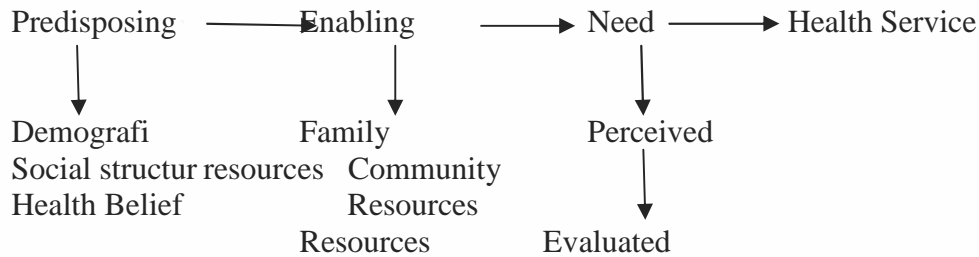 Predisposing Enabling Need Health Service
Demografi Family Perceived
Social structur resources Community
Health Belief Resources
Resources Evaluated